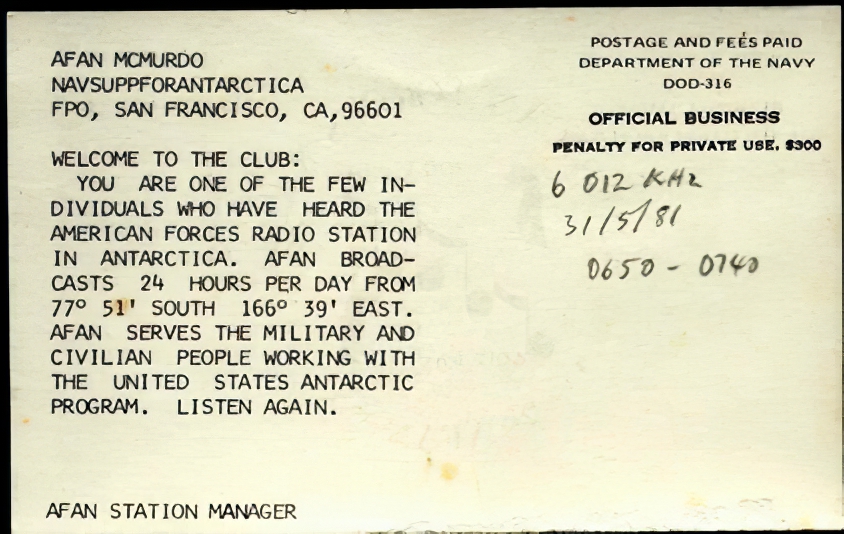 AFAN MCMURDO
NAVSUPPFORANTARCTICA
FPO, SAN FRANCISCO, CA,96601
WELCOME TO THE CLUB:
YOU ARE ONE OF THE FEW IN-
DIVIDUALS WHO HAVE HEARD THE
AMERICAN FORCES RADIO STATION
IN ANTARCTICA. AFAN BROAD-
CASTS 24 HOURS PER DAY FROM
77° 51' SOUTH 166° 39' EAST.
AFAN SERVES THE MILITARY AND
CIVILIAN PEOPLE WORKING WITH
THE UNITED STATES ANTARCTIC
PROGRAM. LISTEN AGAIN.
AFAN STATION MANAGER
POSTAGE AND FEES PAID
DEPARTMENT OF THE NAVY
DOD-316
OFFICIAL BUSINESS
PENALTY FOR PRIVATE USE. $300
6 012 KHz
31/5/81
0650 - 0740